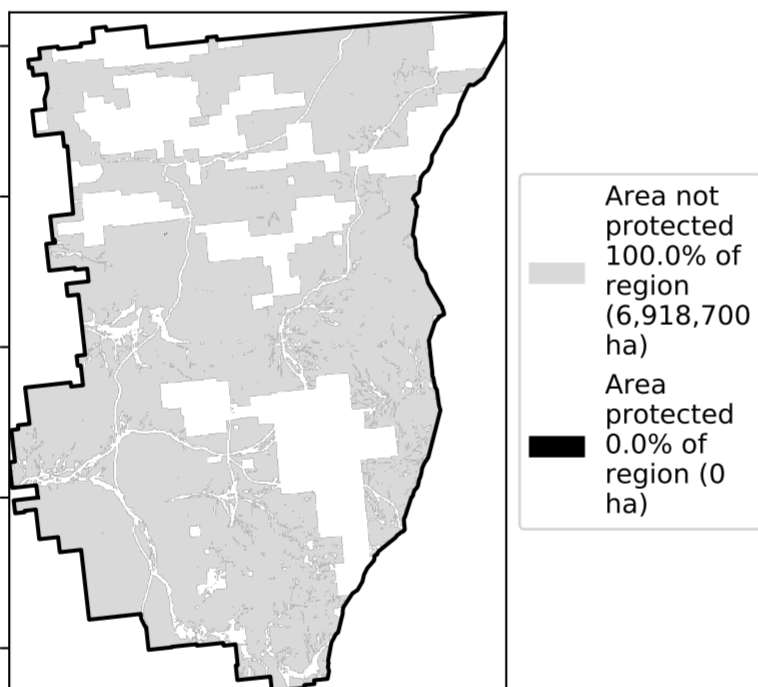 Area not
protected
100.0% of
region
(6,918,700
ha)
Area
protected
0.0% of
region (0
ha)